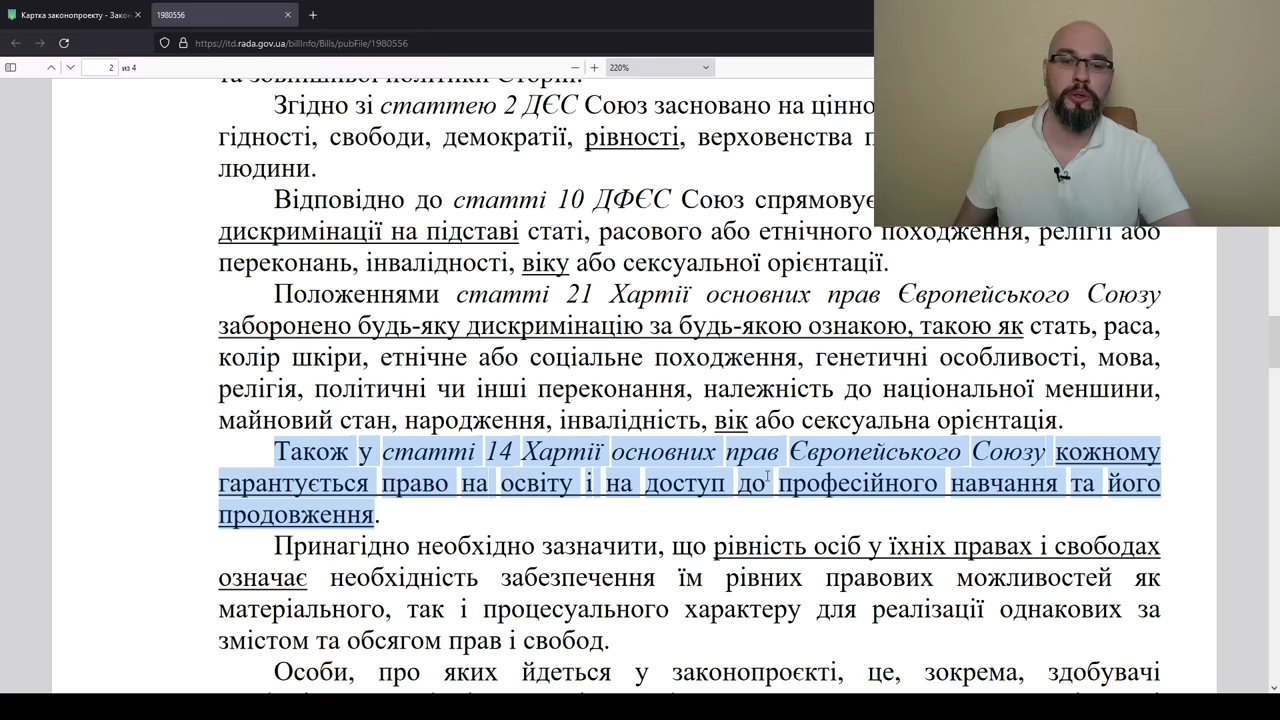 Картка законопроекту - Закон
1980556
https://itd.rada.gov.ua/billInfo/Bills/pubFile/1980556
2 из 4
220%
Згідно зі статтею 2 ДЄС Союз засновано на
гідності, свободи, демократії, рівності, верховенства
людини.
Відповідно до статті 10 ДФЄС Союз
дискримінації на підставі статі, расового або етнічного походження, релігії або
переконань, інвалідності, віку або сексуальної орієнтації.
Положеннями статті 21 Хартії основних прав Європейського Союзу
заборонено будь-яку дискримінацію за будь-якою ознакою, такою як стать, раса,
колір шкіри, етнічне або соціальне походження, генетичні особливості, мова,
релігія, політичні чи інші переконання, належність до національної меншини,
майновий стан, народження, інвалідність, вік або сексуальна орієнтація.
Також у статті 14 Хартії основних прав Європейського Союзу кожному
гарантується право на освіту і на доступ до професійного навчання та його
продовження.
Принагідно необхідно зазначити, що рівність осіб у їхніх правах і свободах
означає необхідність забезпечення їм рівних правових можливостей як
матеріального, так і процесуального характеру для реалізації однакових за
змістом та обсягом прав і свобод.
Особи, про яких йдеться у законопроєкті, це, зокрема, здобувачі